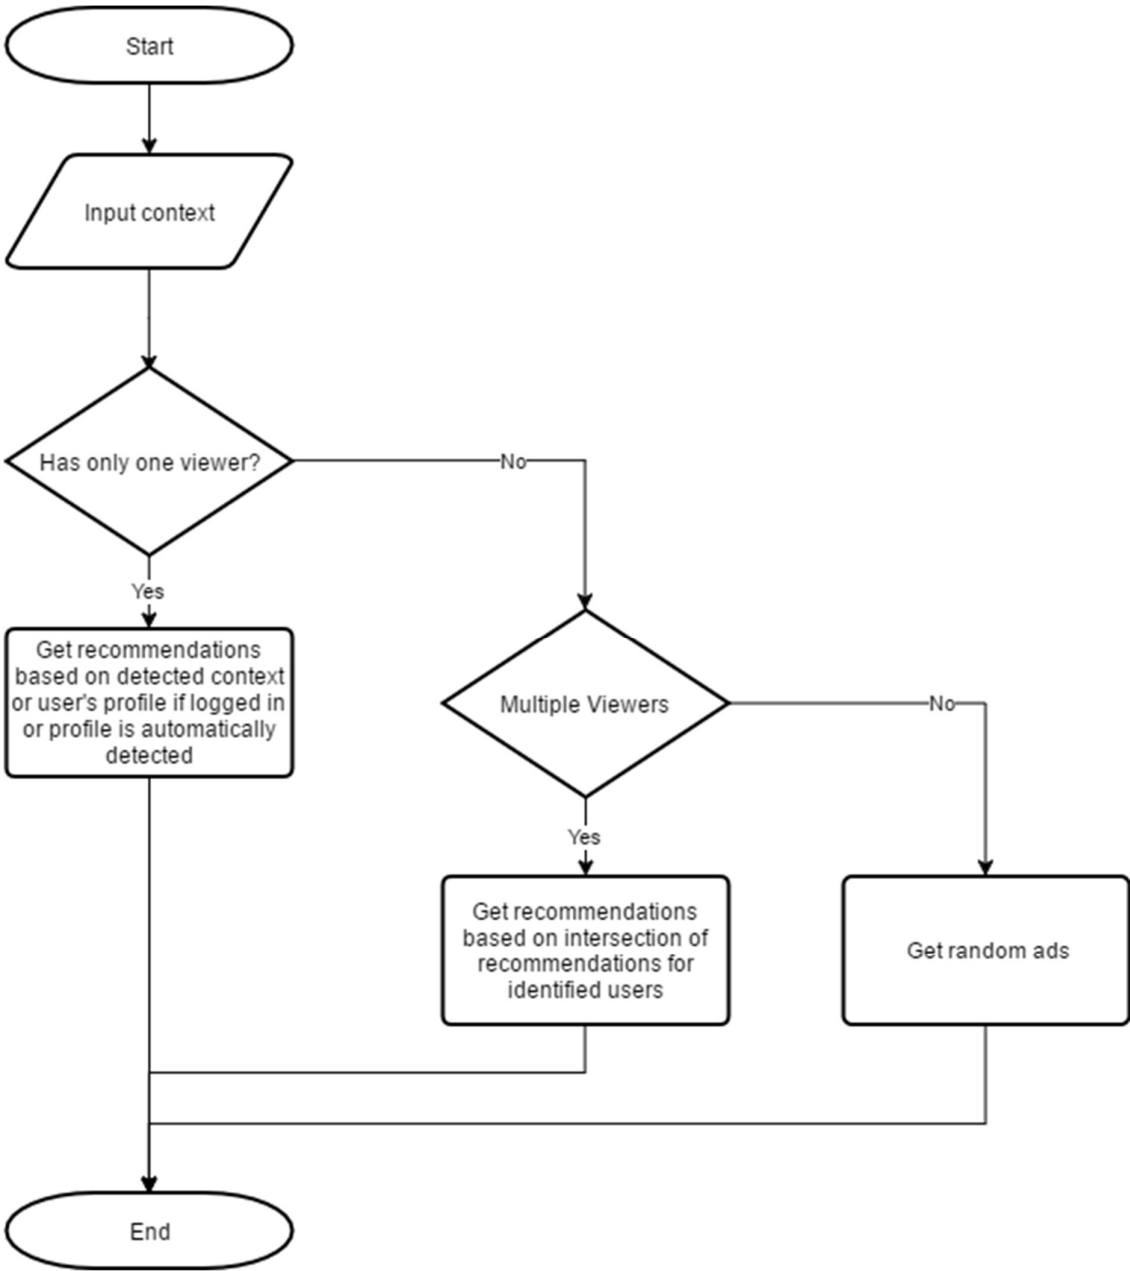 Start
Input context
Has only one viewer?
No
Yes
Get recommendations
based on detected context
or user's profile if logged in
or profile is automatically
detected
Multiple Viewers
No
Yes
Get recommendations
based on intersection of
recommendations for
identified users
Get random ads
End